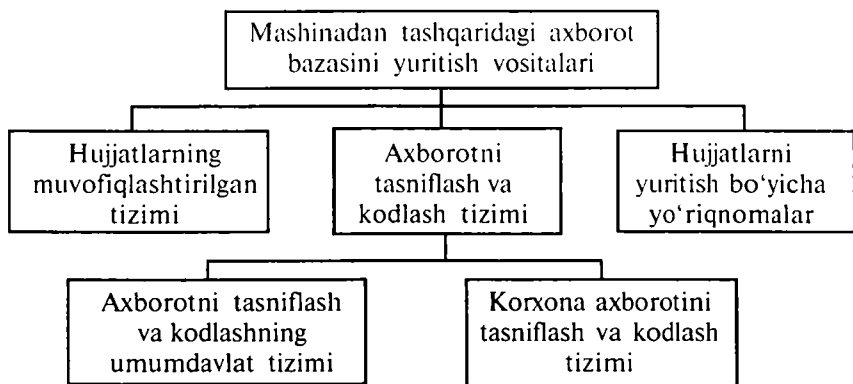 Mashinadan tashqaridagi axborot
bazasini yuritish vositalari
Hujjatlarning
muvofiqlashtirilgan
tizimi
Axborotni
tasniflash va
kodlash tizimi
Hujjatlarni
yuritish bo‘yicha
yo‘riqnomalar
Axborotni tasniflash
va kodlashning
umumdavlat tizimi
Korxona axborotini
tasniflash va kodlash
tizimi